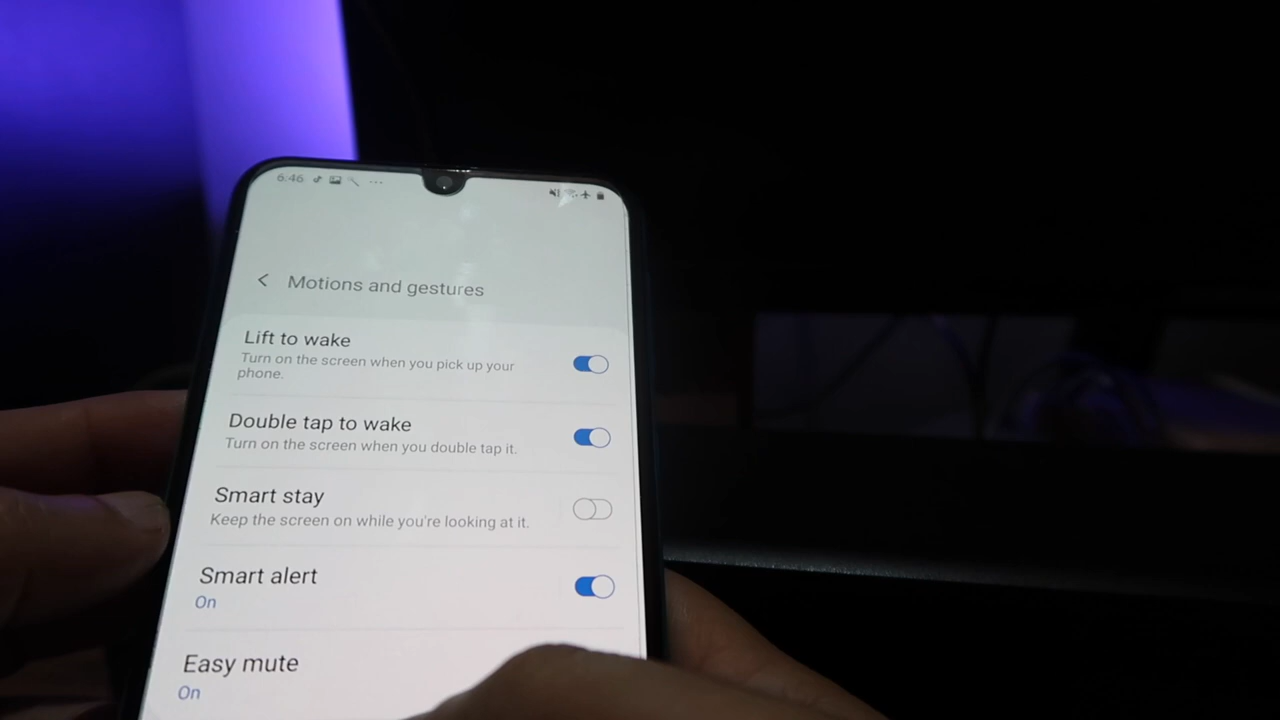 6:46
Motions and gestures
Lift to wake
Turn on the screen when you pick up your
phone.
Double tap to wake
Turn on the screen when you double tap it.
Smart stay
Keep the screen on while you're looking at it.
Smart alert
On
Easy mute
On